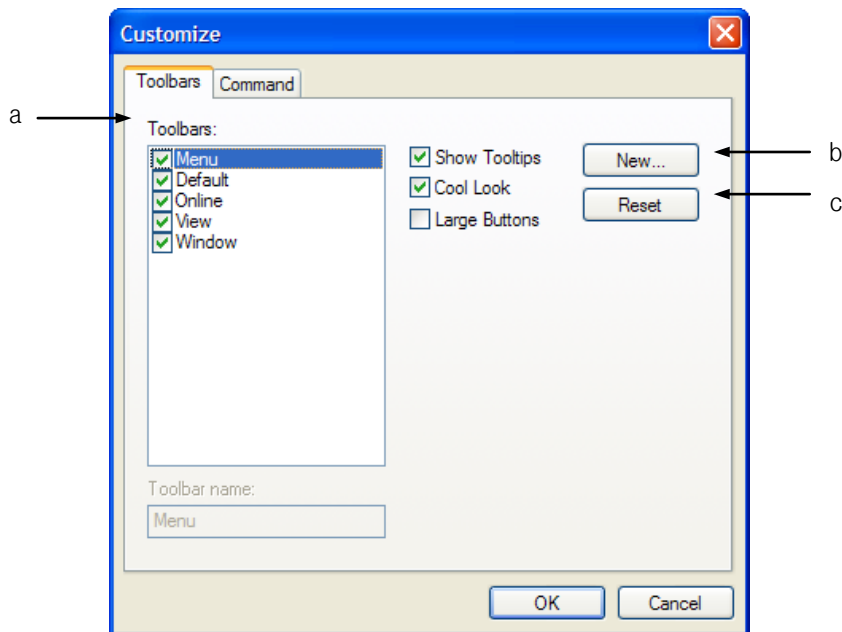 Customize
Toolbars Command
a
Toolbars:
Menu
Default
Online
View
Window
Show Tooltips
Cool Look
Large Buttons
New...
Reset
b
c
Toolbar name:
Menu
OK Cancel